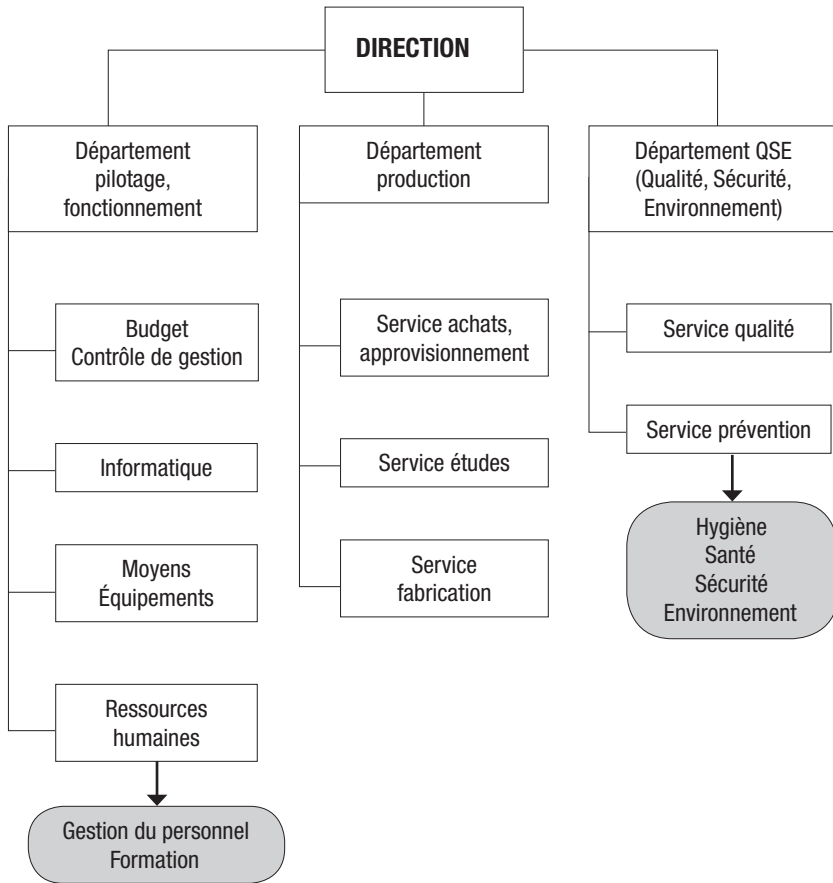 DIRECTION
Département
pilotage,
fonctionnement
Département
production
Département QSE
(Qualité, Sécurité,
Environnement)
Budget
Contrôle de gestion
Service achats,
approvisionnement
Service qualité
Service prévention
Informatique
Service études
Hygiène
Santé
Sécurité
Environnement
Moyens
Équipements
Service
fabrication
Ressources
humaines
Gestion du personnel
Formation